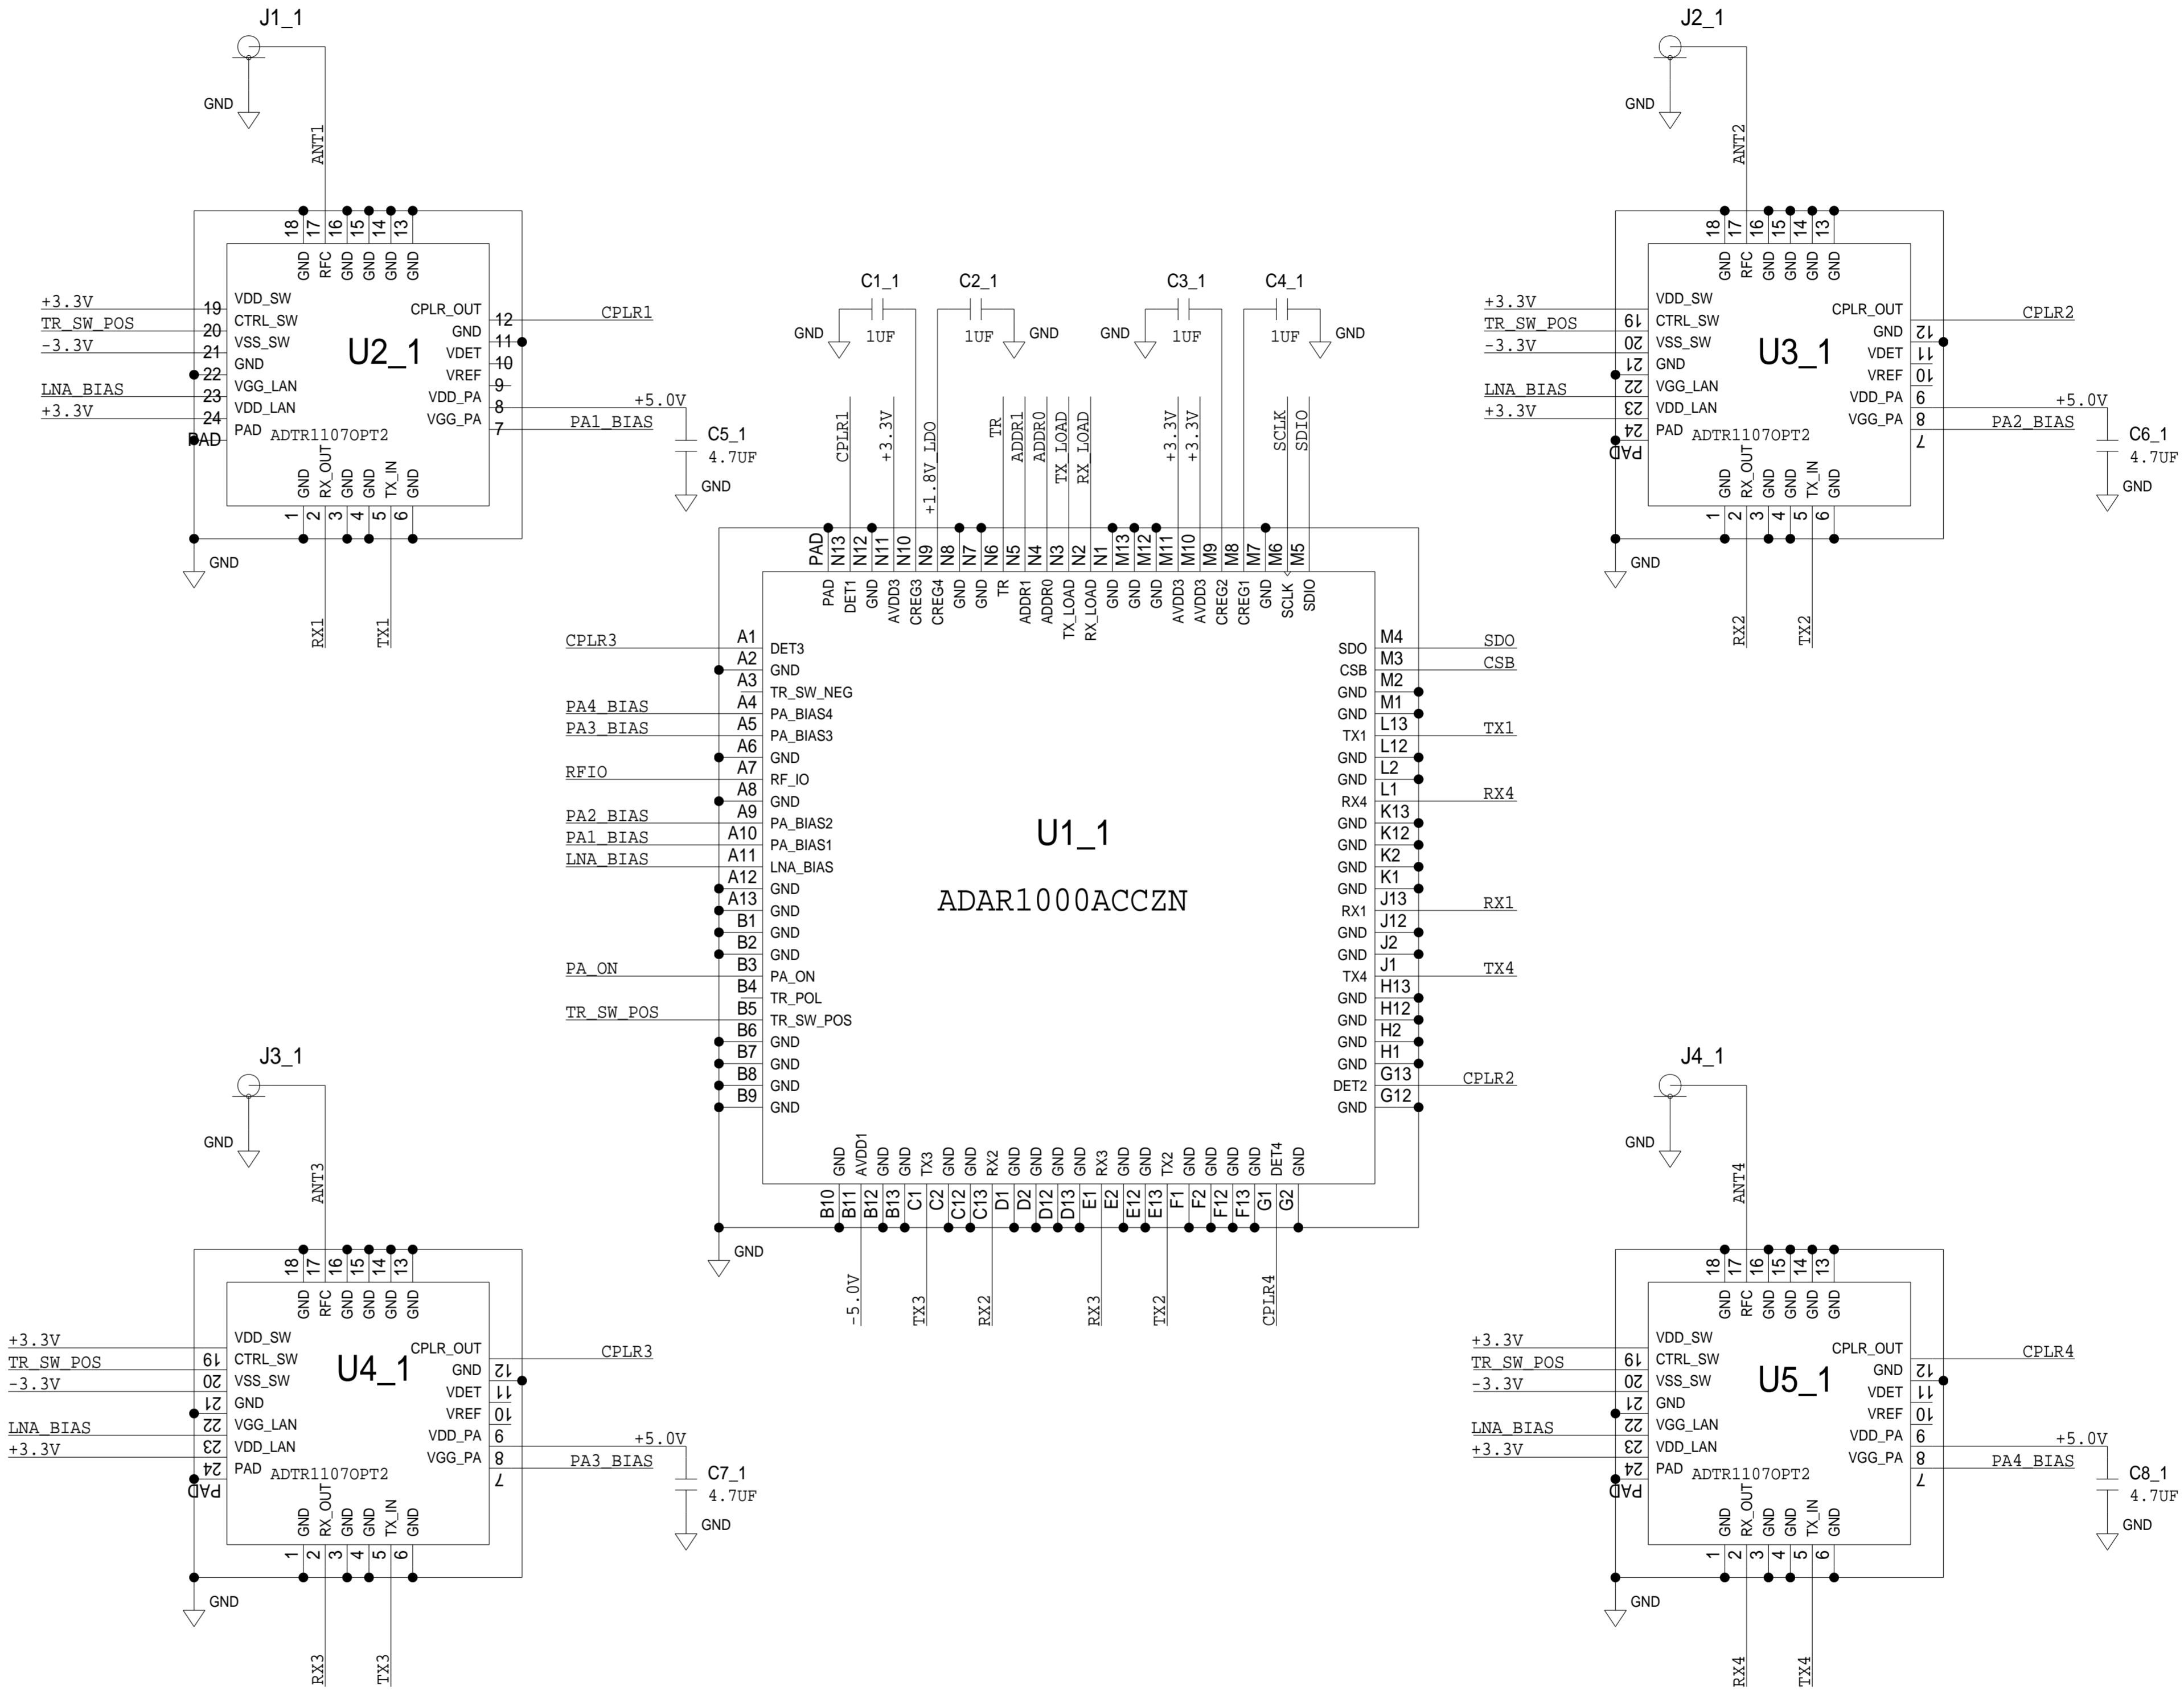 J1_1
GND
ANT1
18 17 16 15 14 13
GND RFC GND GND GND GND
+3.3V 19 VDD_SW
TR_SW_POS 20 CTRL_SW
-3.3V 21 VSS_SW
22 GND
LNA_BIAS 23 VGG_LAN
+3.3V 24 VDD_LAN
PAD PAD
U2_1
ADTR1107OPT2
CPLR_OUT 12 CPLR1
GND 11
VDET 10
VREF 9
VDD_PA 8 +5.0V
VGG_PA 7 PA1_BIAS
C5_1
4.7UF
GND
GND RX_OUT GND GND TX_IN GND
1 2 3 4 5 6
GND
RX1 TX1
J2_1
GND
ANT2
18 17 16 15 14 13
GND RFC GND GND GND GND
+3.3V VDD_SW
TR_SW_POS 19 CTRL_SW
-3.3V 20 VSS_SW
21 GND
LNA_BIAS 22 VGG_LAN
+3.3V 23 VDD_LAN
24 PAD
PAD
U3_1
ADTR1107OPT2
CPLR_OUT CPLR2
GND 12
VDET 11
VREF 10
VDD_PA 9 +5.0V
VGG_PA 8 PA2_BIAS
7
C6_1
4.7UF
GND
GND RX_OUT GND GND TX_IN GND
1 2 3 4 5 6
GND
RX2 TX2
C1_1 C2_1 C3_1 C4_1
GND 1UF 1UF GND GND 1UF 1UF GND
CPLR1 +3.3V +1.8V_LDO TR ADDR1 ADDR0 TX_LOAD RX_LOAD +3.3V +3.3V SCLK SDIO
PAD N13 N12 N11 N10 N9 N8 N7 N6 N5 N4 N3 N2 N1 M13 M12 M11 M10 M9 M8 M7 M6 M5
PAD DET1 GND AVDD3 CREG3 CREG4 GND GND TR ADDR1 ADDR0 TX_LOAD RX_LOAD GND GND GND AVDD3 AVDD3 CREG2 CREG1 GND SCLK SDIO
CPLR3 A1 DET3
A2 GND
A3 TR_SW_NEG
PA4_BIAS A4 PA_BIAS4
PA3_BIAS A5 PA_BIAS3
A6 GND
RFIO A7 RF_IO
A8 GND
PA2_BIAS A9 PA_BIAS2
PA1_BIAS A10 PA_BIAS1
LNA_BIAS A11 LNA_BIAS
A12 GND
A13 GND
B1 GND
B2 GND
PA_ON B3 PA_ON
B4 TR_POL
TR_SW_POS B5 TR_SW_POS
B6 GND
B7 GND
B8 GND
B9 GND
U1_1
ADAR1000ACCZN
SDO M4 SDO
CSB M3 CSB
GND M2
GND M1
TX1 L13 TX1
GND L12
GND L2
RX4 L1 RX4
GND K13
GND K12
GND K2
GND K1
RX1 J13 RX1
GND J12
GND J2
TX4 J1 TX4
GND H13
GND H12
GND H2
GND H1
DET2 G13 CPLR2
GND G12
GND AVDD1 GND GND TX3 GND GND RX2 GND GND GND GND RX3 GND GND TX2 GND GND GND GND DET4 GND
B10 B11 B12 B13 C1 C2 C12 C13 D1 D2 D12 D13 E1 E2 E12 E13 F1 F2 F12 F13 G1 G2
GND
-5.0V TX3 RX2 RX3 TX2 CPLR4
J3_1
GND
ANT3
18 17 16 15 14 13
GND RFC GND GND GND GND
+3.3V VDD_SW
TR_SW_POS 19 CTRL_SW
-3.3V 20 VSS_SW
21 GND
LNA_BIAS 22 VGG_LAN
+3.3V 23 VDD_LAN
24 PAD
PAD
U4_1
ADTR1107OPT2
CPLR_OUT CPLR3
GND 12
VDET 11
VREF 10
VDD_PA 9 +5.0V
VGG_PA 8 PA3_BIAS
7
C7_1
4.7UF
GND
GND RX_OUT GND GND TX_IN GND
1 2 3 4 5 6
GND
RX3 TX3
J4_1
GND
ANT4
18 17 16 15 14 13
GND RFC GND GND GND GND
+3.3V VDD_SW
TR_SW_POS 19 CTRL_SW
-3.3V 20 VSS_SW
21 GND
LNA_BIAS 22 VGG_LAN
+3.3V 23 VDD_LAN
24 PAD
PAD
U5_1
ADTR1107OPT2
CPLR_OUT CPLR4
GND 12
VDET 11
VREF 10
VDD_PA 9 +5.0V
VGG_PA 8 PA4_BIAS
7
C8_1
4.7UF
GND
GND RX_OUT GND GND TX_IN GND
1 2 3 4 5 6
GND
RX4 TX4